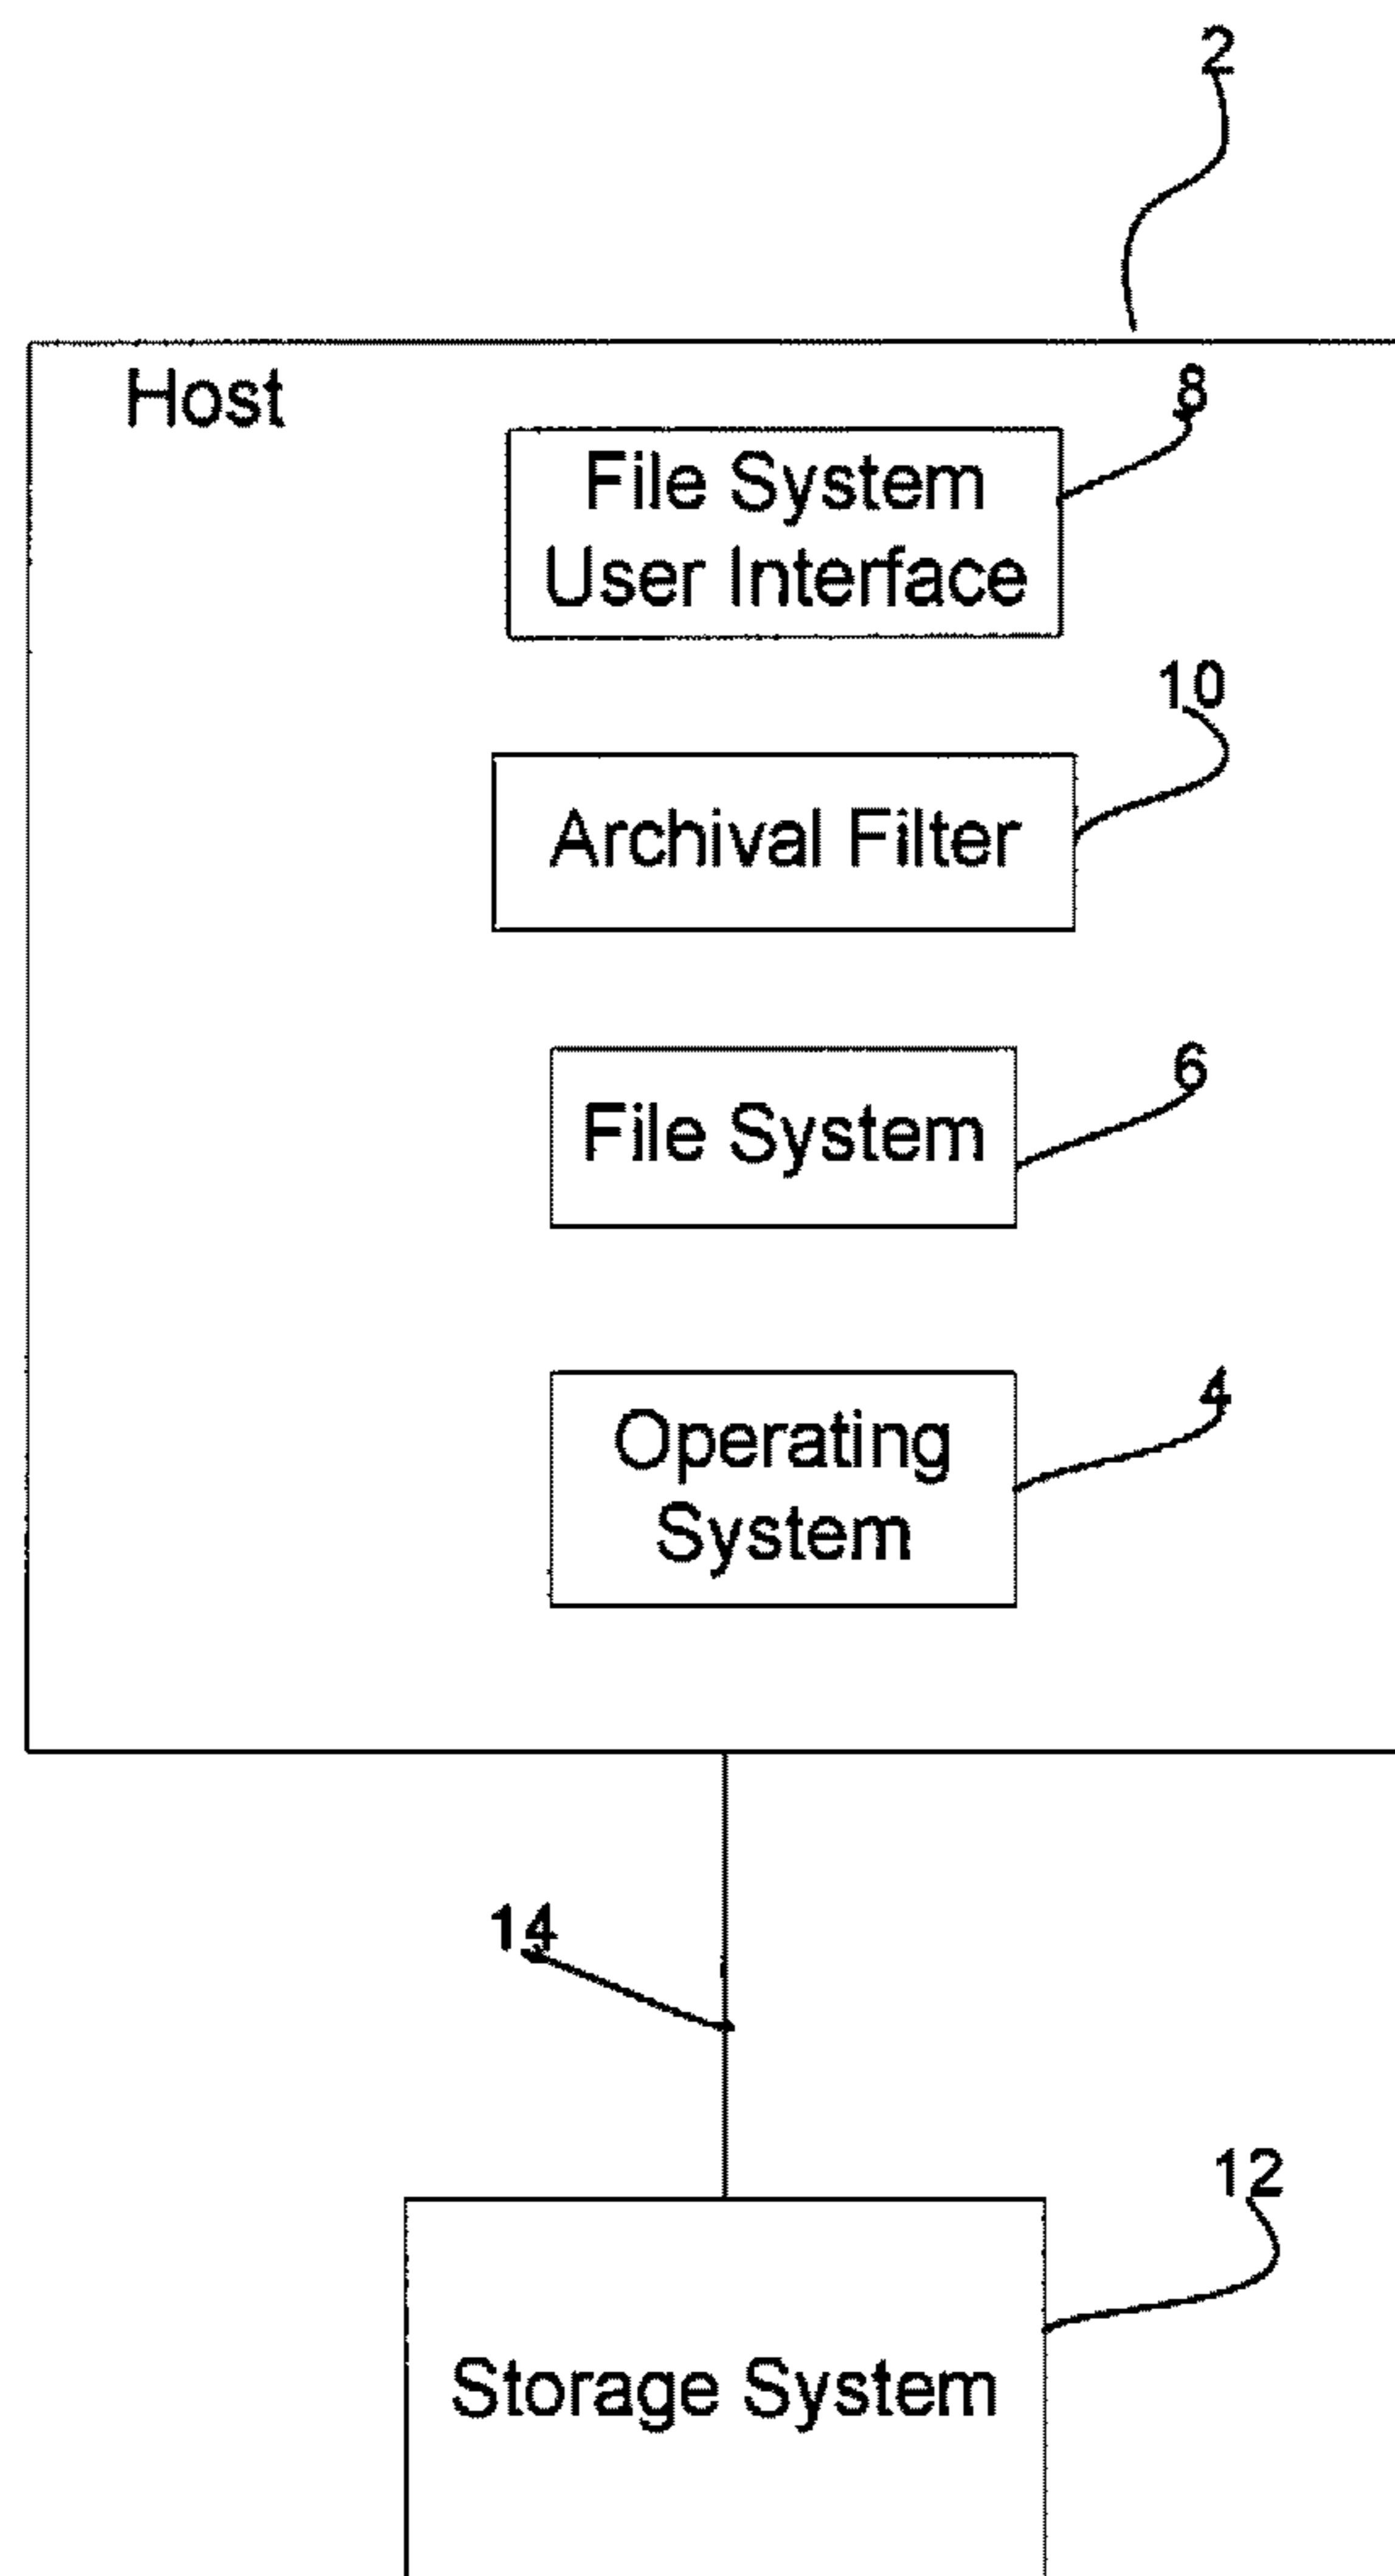 2
Host
8
File System
User Interface
10
Archival Filter
6
File System
4
Operating
System
14
12
Storage System